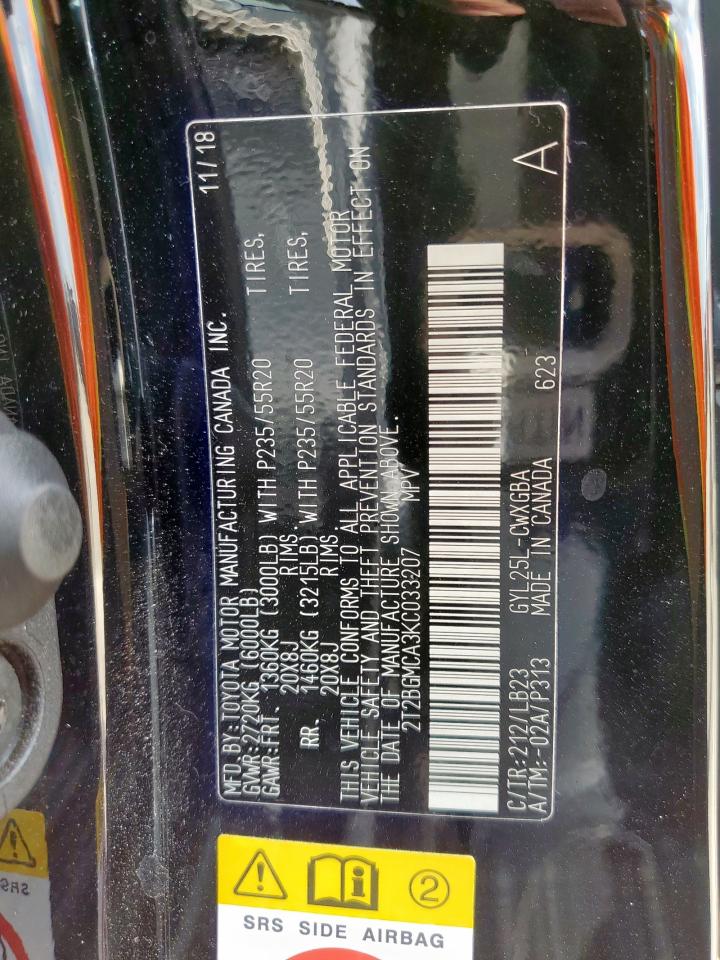 MFD.BY:TOYOTA MOTOR MANUFACTURING CANADA INC. 11/18
GVWR:2720KG (6000LB)
GAWR:FRT. 1360KG (3000LB) WITH P235/55R20 TIRES,
20X8J RIMS
RR. 1460KG (3215LB) WITH P235/55R20 TIRES,
20X8J RIMS.
THIS VEHICLE CONFORMS TO ALL APPLICABLE FEDERAL MOTOR
VEHICLE SAFETY AND THEFT PREVENTION STANDARDS IN EFFECT ON
THE DATE OF MANUFACTURE SHOWN ABOVE.
2T2BGMCA3KC033207 MPV
C/TR:212/LB23 GYL25L-CWXGBA
A/TM:-02A/P313 MADE IN CANADA 623 A
2
SRS SIDE AIRBAG
SRS